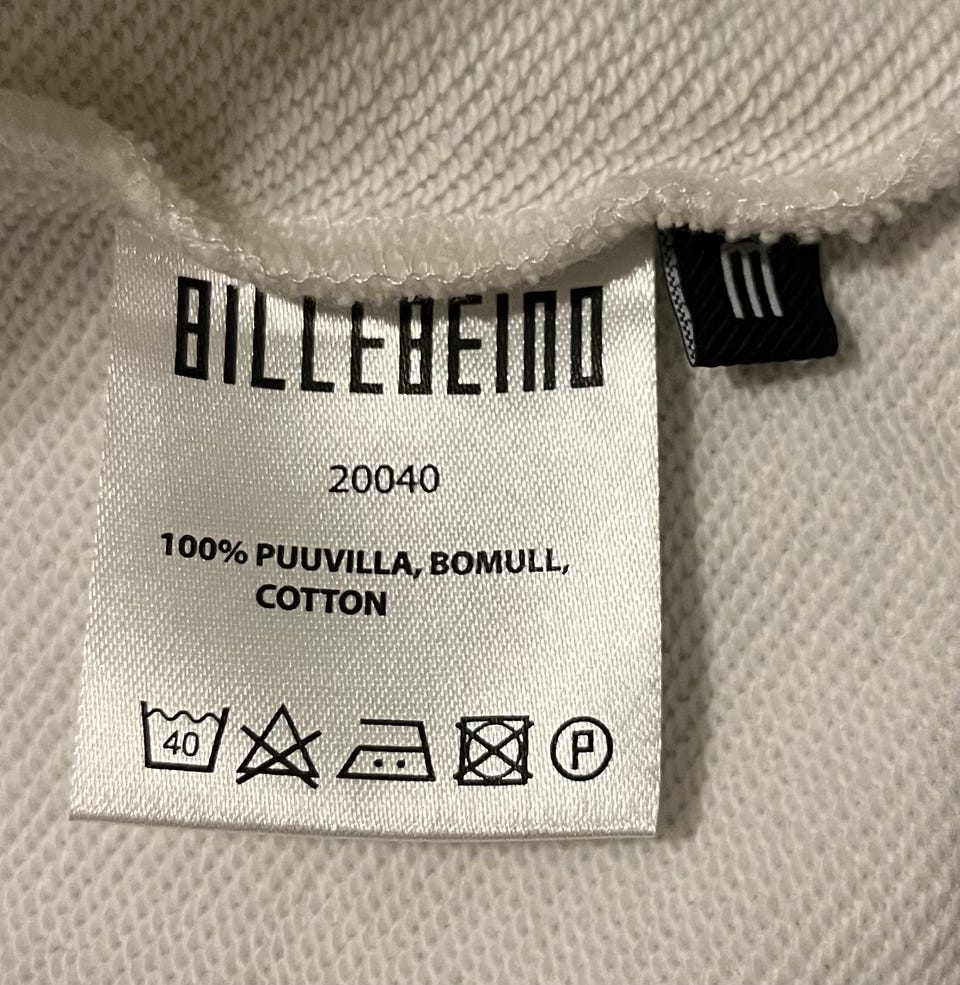 BILLEBEINO
20040
100% PUUVILLA, BOMULL,
COTTON
40
P